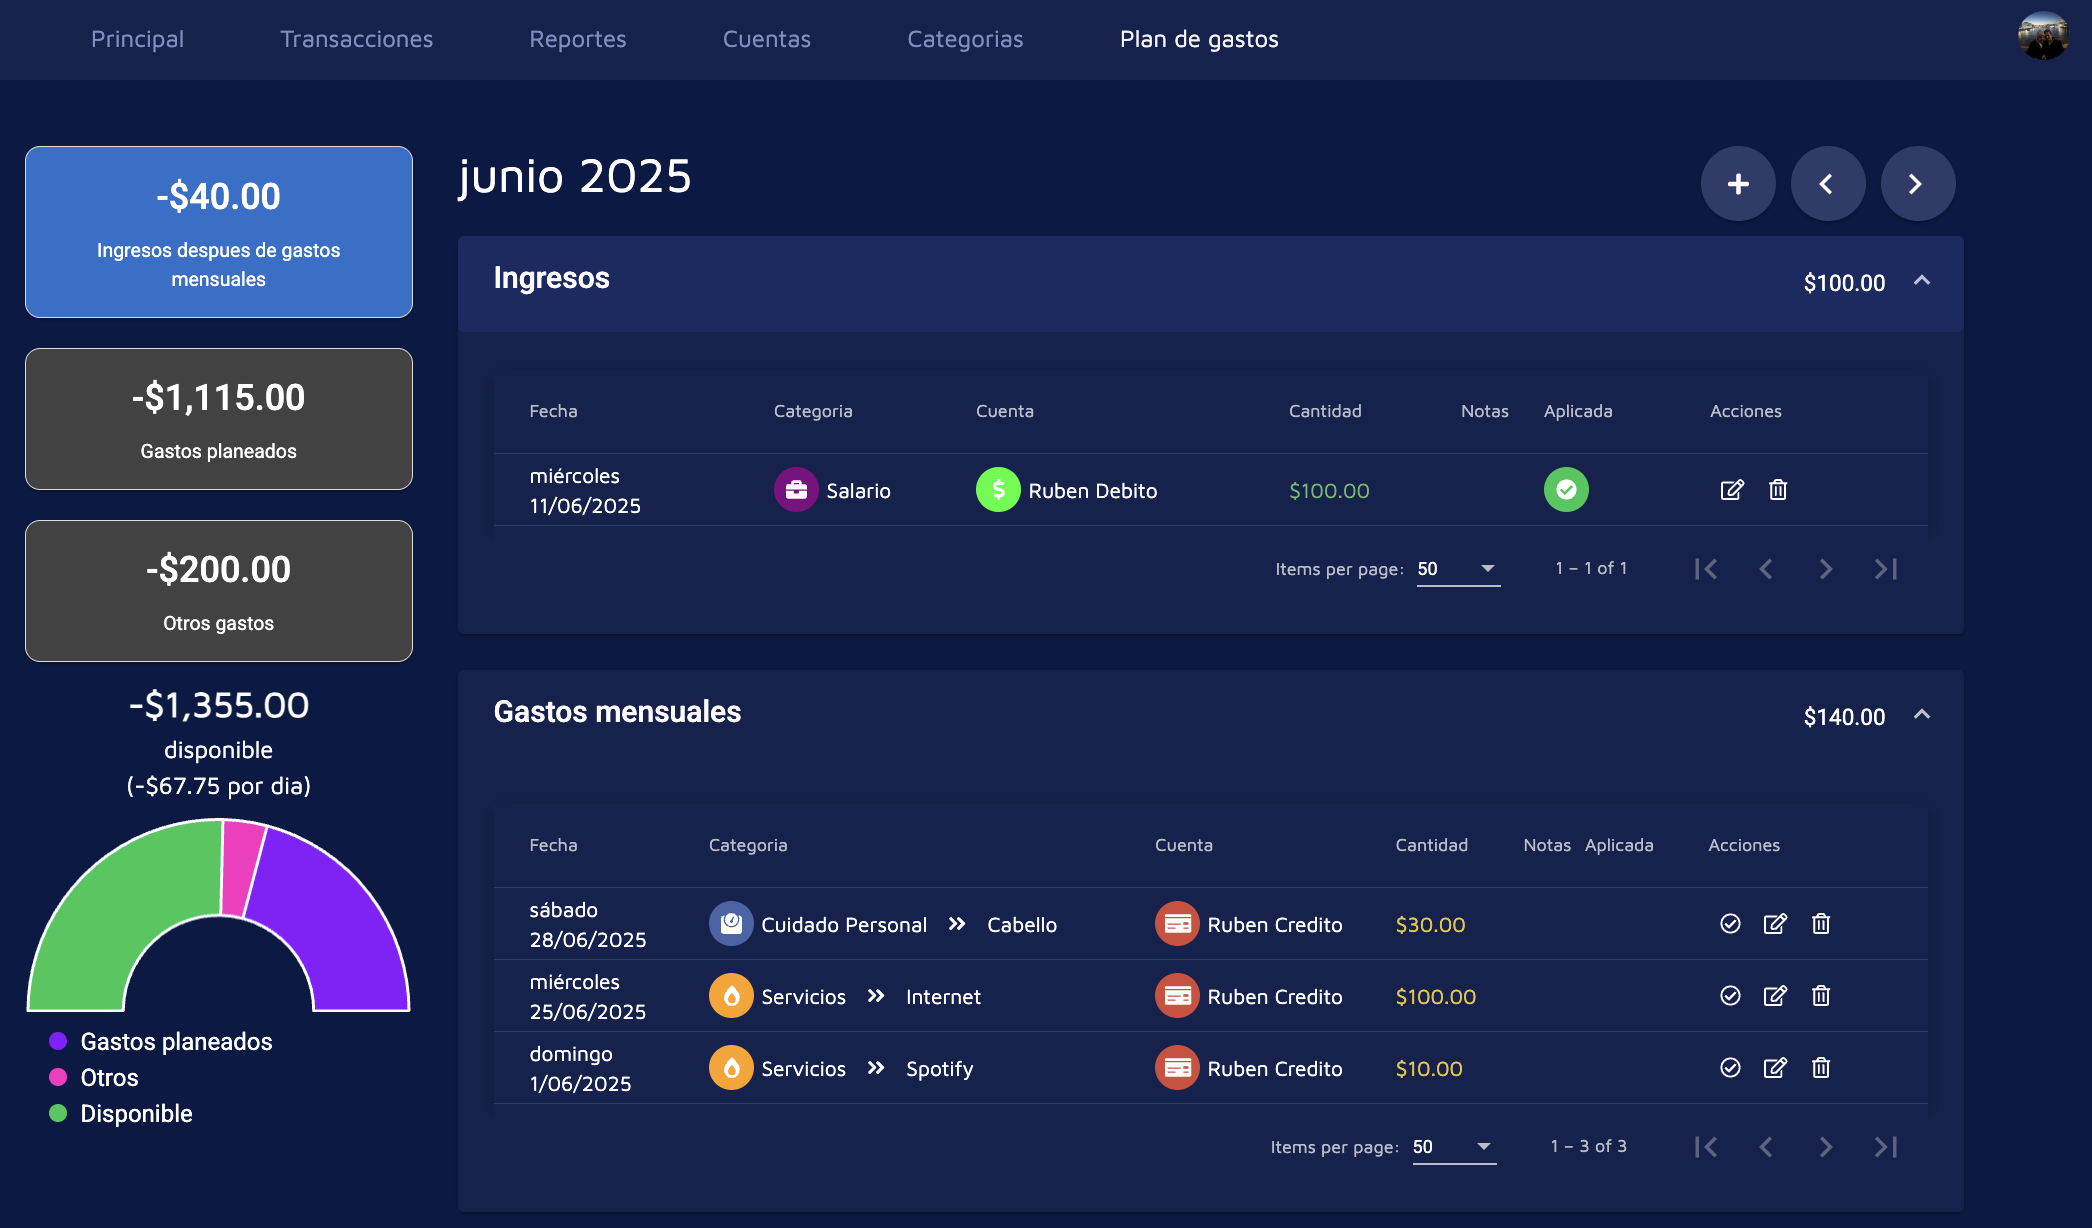 Principal Transacciones Reportes Cuentas Categorias Plan de gastos
-$40.00
Ingresos despues de gastos
mensuales
-$1,115.00
Gastos planeados
-$200.00
Otros gastos
-$1,355.00
disponible
(-$67.75 por dia)
Gastos planeados
Otros
Disponible
junio 2025
Ingresos $100.00
Fecha Categoria Cuenta Cantidad Notas Aplicada Acciones
miércoles
11/06/2025 Salario Ruben Debito $100.00
Items per page: 50 1 – 1 of 1
Gastos mensuales $140.00
Fecha Categoria Cuenta Cantidad Notas Aplicada Acciones
sábado
28/06/2025 Cuidado Personal Cabello Ruben Credito $30.00
miércoles
25/06/2025 Servicios Internet Ruben Credito $100.00
domingo
1/06/2025 Servicios Spotify Ruben Credito $10.00
Items per page: 50 1 – 3 of 3